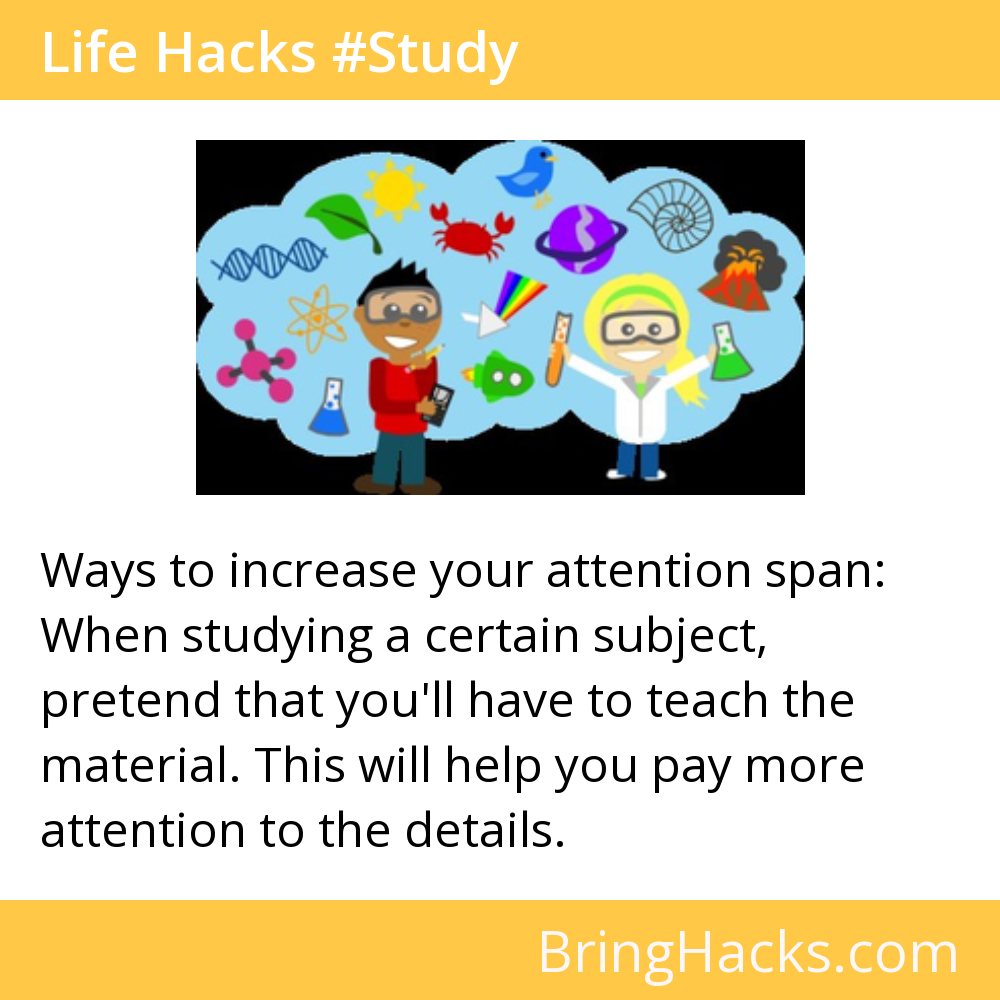 Life Hacks #Study
Ways to increase your attention span:
When studying a certain subject,
pretend that you'll have to teach the
material. This will help you pay more
attention to the details.
BringHacks.com